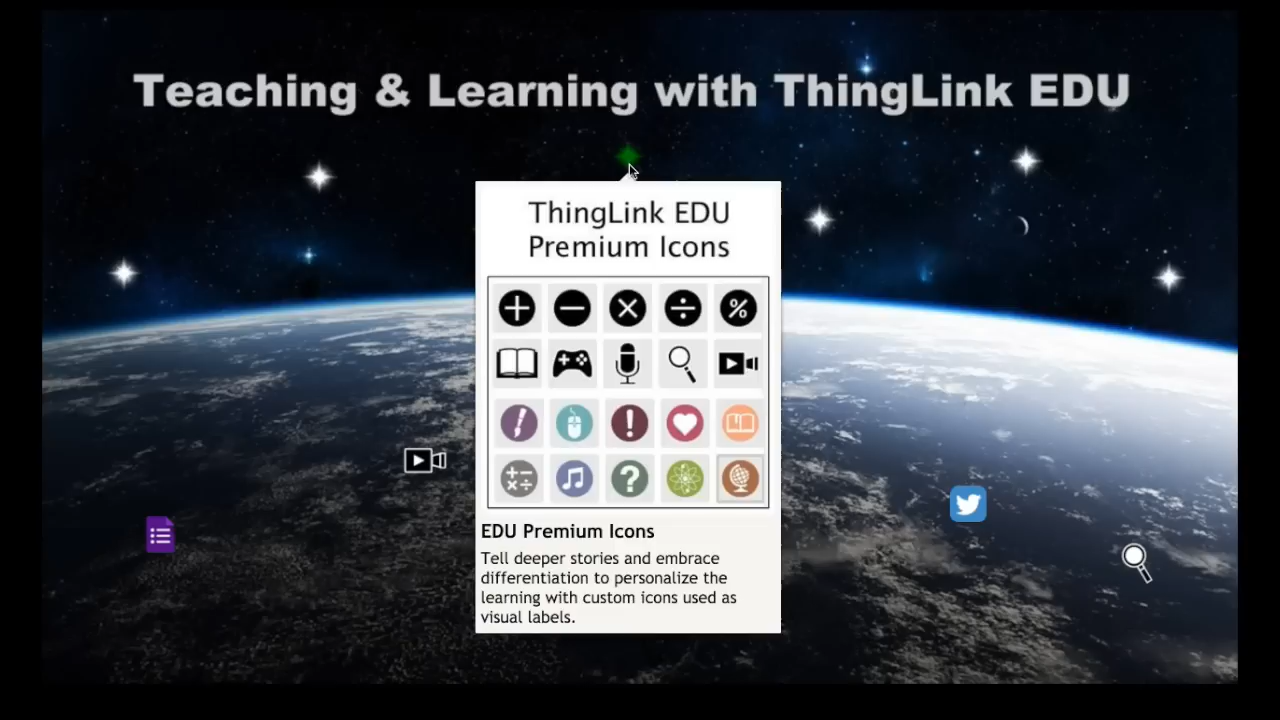 Teaching & Learning with ThingLink EDU
ThingLink EDU
Premium Icons
EDU Premium Icons
Tell deeper stories and embrace
differentiation to personalize the
learning with custom icons used as
visual labels.